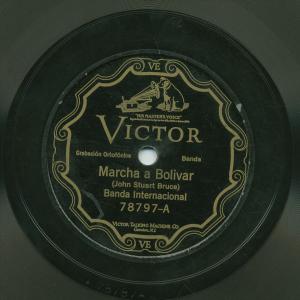 VE
"HIS MASTER'S VOICE"
VICTOR
Grabación Ortofónica Banda
Marcha a Bolivar
(John Stuart Bruce)
Banda Internacional
78797-A
VICTOR TALKING MACHINE CO
Camden, N.J.
VE